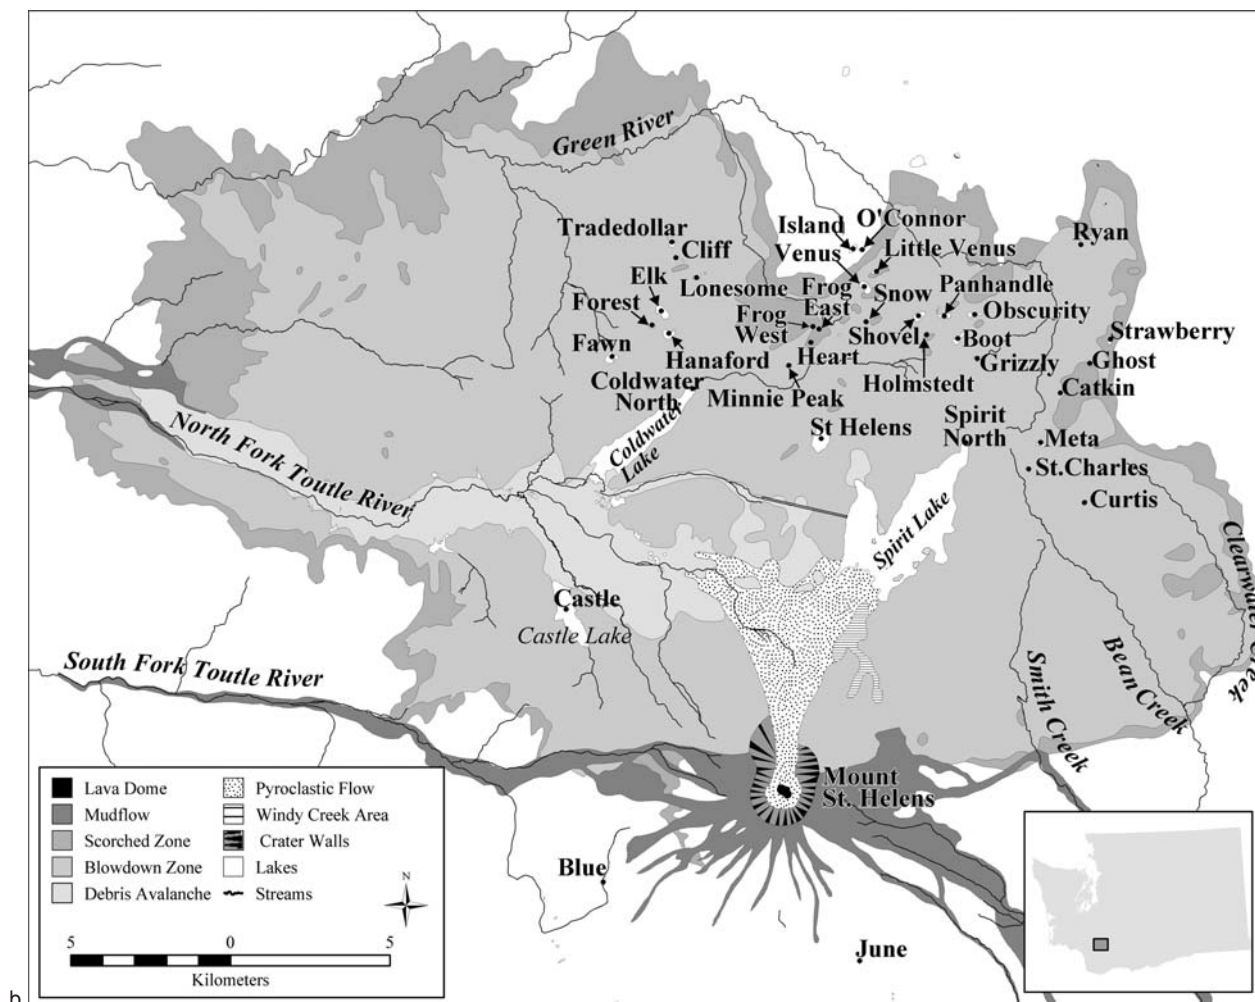 Green River
Tradedollar
Cliff
Elk
Lonesome
Forest
Fawn
Hanaford
Coldwater
North
Coldwater
Lake
Island
O'Connor
Venus
Little Venus
Ryan
Frog
East
Snow
Panhandle
Frog
West
Obscurity
Shovel
Boot
Strawberry
Heart
Grizzly
Ghost
Minnie Peak
Holmstedt
Catkin
St Helens
Spirit
North
Meta
St.Charles
Curtis
North Fork Toutle River
Spirit Lake
Clearwater Creek
Castle
Castle Lake
South Fork Toutle River
Smith Creek
Bean Creek
Mount
St. Helens
Blue
June
Lava Dome
Mudflow
Scorched Zone
Blowdown Zone
Debris Avalanche
Pyroclastic Flow
Windy Creek Area
Crater Walls
Lakes
Streams
N
5 0 5
Kilometers
b